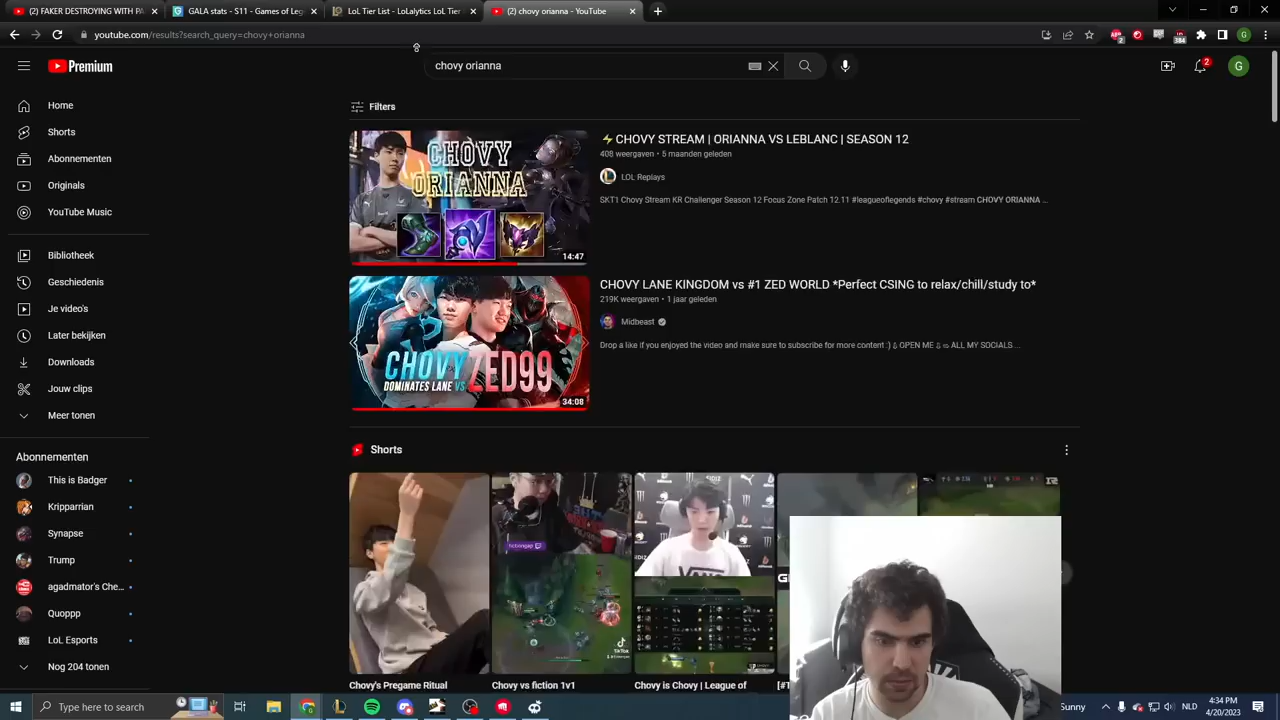 (2) FAKER DESTROYING WITH PA
GALA stats - S11 - Games of Leg
LoL Tier List - LoLalytics LoL Tier
(2) chovy orianna - YouTube
youtube.com/results?search_query=chovy+orianna
2
384
G
Premium
chovy orianna
2
G
Home
Shorts
Abonnementen
Originals
YouTube Music
Bibliotheek
Geschiedenis
Je video's
Later bekijken
Downloads
Jouw clips
Meer tonen
Abonnementen
This is Badger
Kripparrian
Synapse
Trump
agadmator's Che...
Quoppp
LoL Esports
Nog 204 tonen
Filters
CHOVY
ORIANNA
14:47
⚡CHOVY STREAM | ORIANNA VS LEBLANC | SEASON 12
408 weergaven • 5 maanden geleden
LOL Replays
SKT1 Chovy Stream KR Challenger Season 12 Focus Zone Patch 12.11 #leagueoflegends #chovy #stream CHOVY ORIANNA ...
CHOVY
DOMINATES LANE VS
ZED99
34:08
CHOVY LANE KINGDOM vs #1 ZED WORLD *Perfect CSING to relax/chill/study to*
219K weergaven • 1 jaar geleden
Midbeast
Drop a like if you enjoyed the video and make sure to subscribe for more content :) ⇩ OPEN ME ⇩ ⇨ ALL MY SOCIALS ...
Shorts
TikTok
Chovy's Pregame Ritual
Chovy vs fiction 1v1
Chovy is Chovy | League of
Type here to search
Sunny
NLD
4:34 PM
4/20/2023